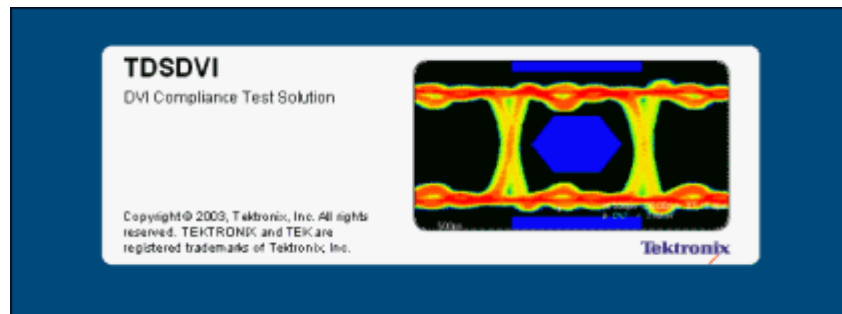 TDSDVI
DVI Compliance Test Solution
Copyright © 2003, Tektronix, Inc. All rights
reserved. TEKTRONIX and TEK are
registered trademarks of Tektronix, Inc.
500µs
Tektronix